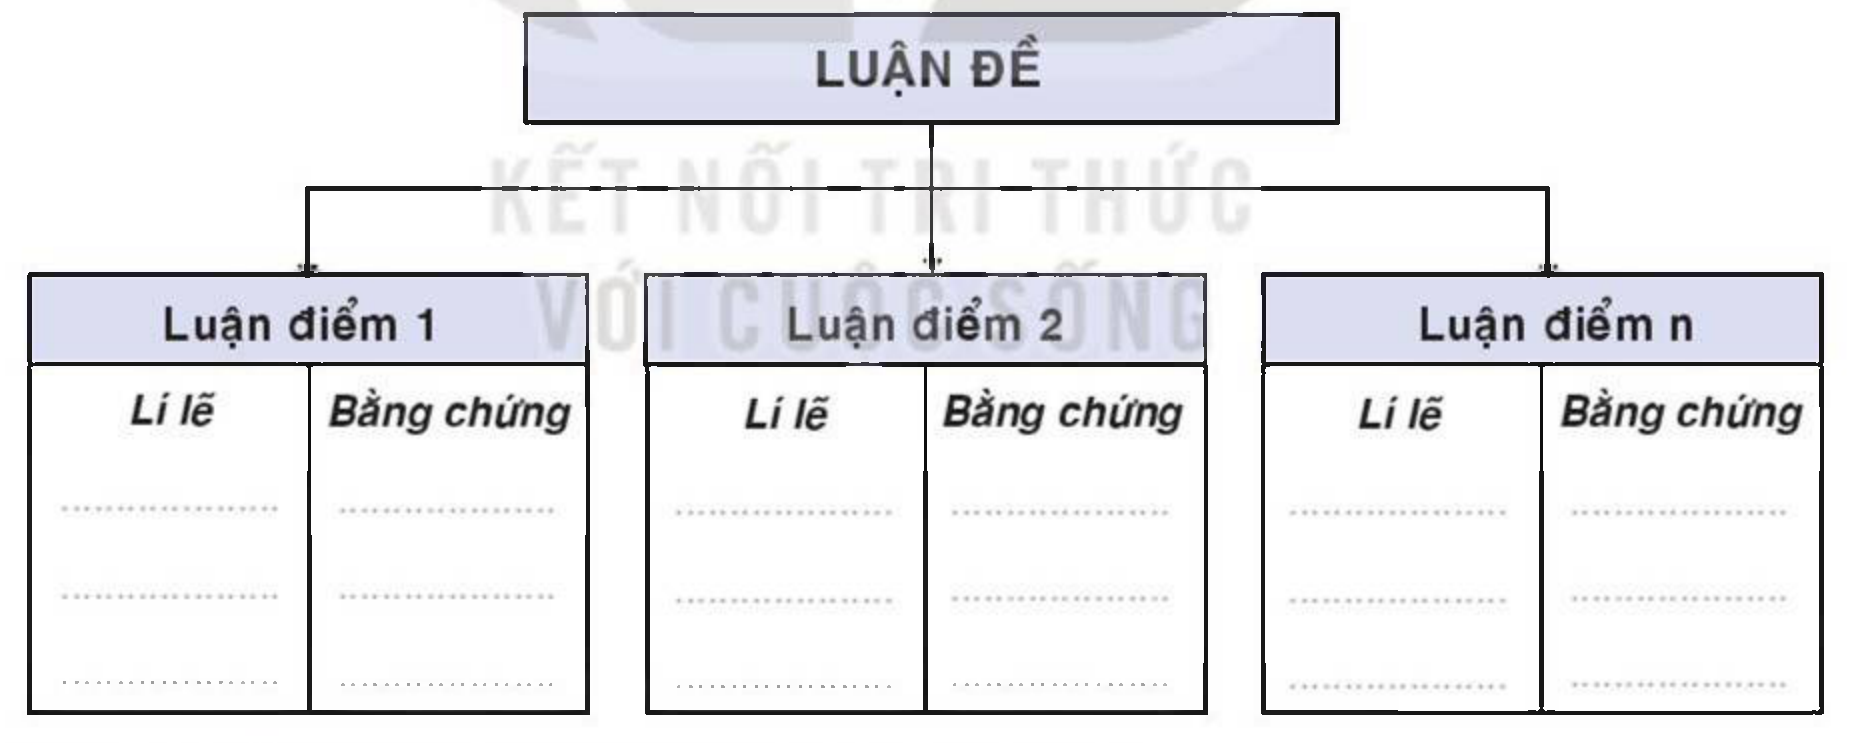 LUẬN ĐỀ
KẾT NỐI TRI THỨC
VỚI CUỘC SỐNG
Luận điểm 1
Luận điểm 2
Luận điểm n
Lí lẽ
Bằng chứng
Lí lẽ
Bằng chứng
Lí lẽ
Bằng chứng